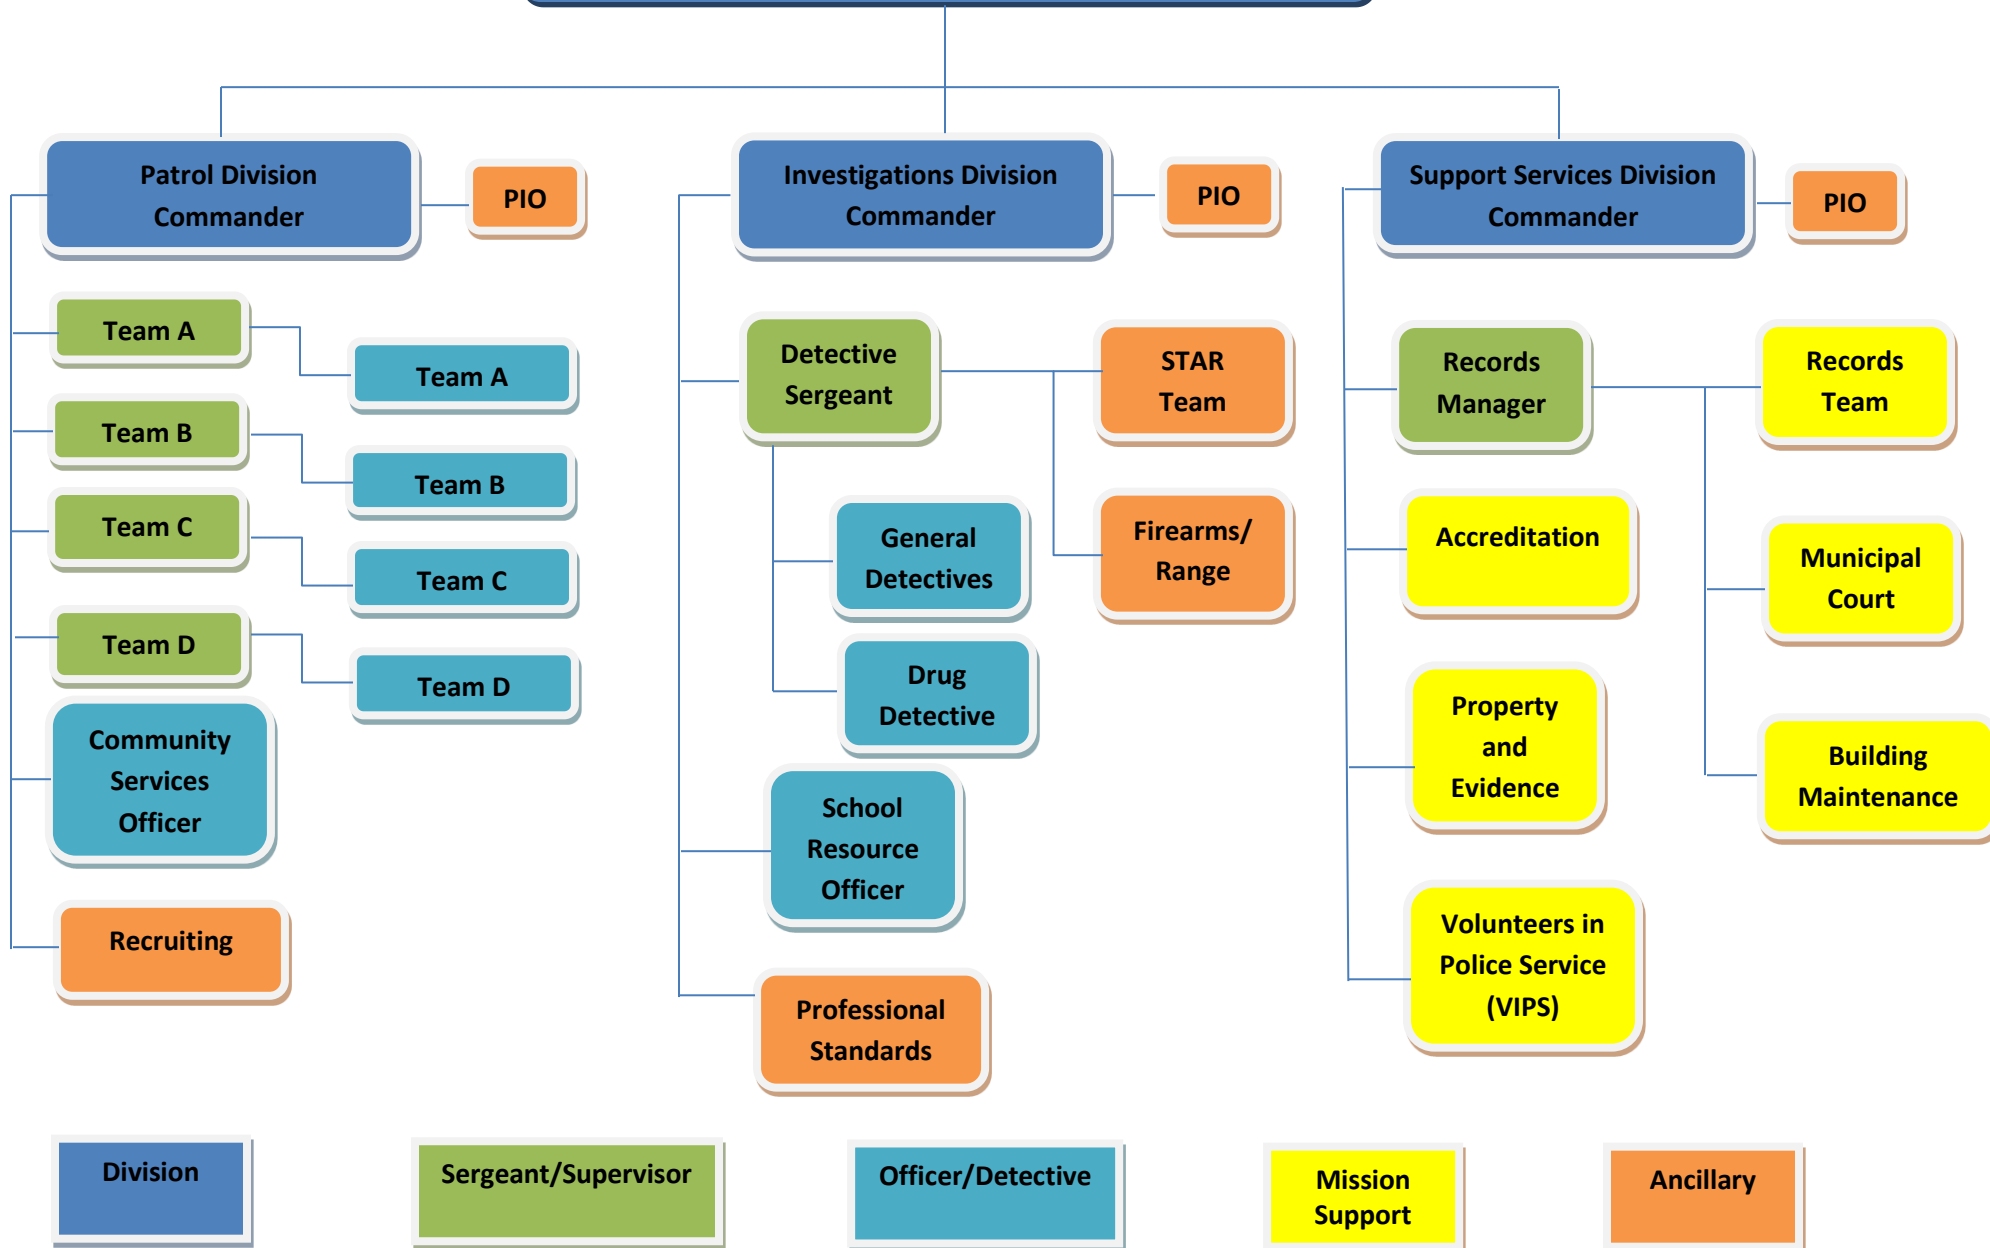 Patrol Division
Commander
PIO
Investigations Division
Commander
PIO
Support Services Division
Commander
PIO
Team A
Team A
Team B
Team B
Team C
Team C
Team D
Team D
Community
Services
Officer
Recruiting
Detective
Sergeant
STAR
Team
General
Detectives
Firearms/
Range
Drug
Detective
School
Resource
Officer
Professional
Standards
Records
Manager
Records
Team
Accreditation
Municipal
Court
Property
and
Evidence
Building
Maintenance
Volunteers in
Police Service
(VIPS)
Division
Sergeant/Supervisor
Officer/Detective
Mission
Support
Ancillary